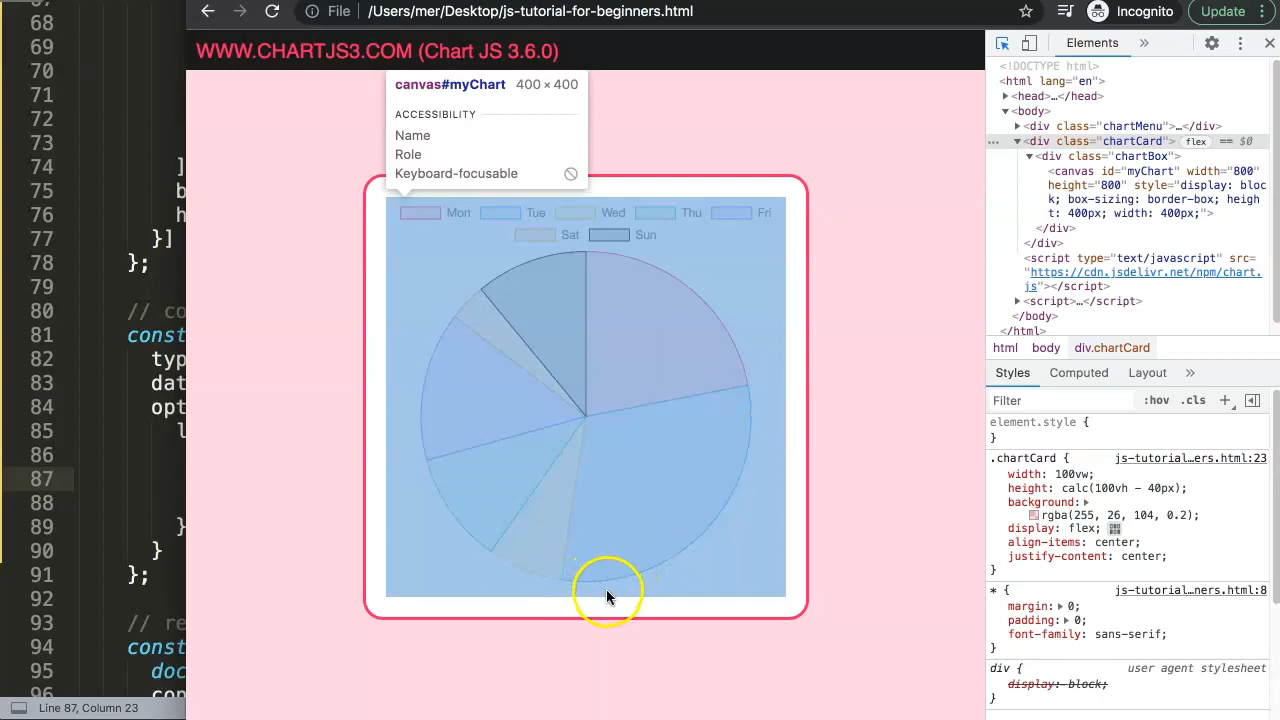 68
69
70
71
72
73
74 ]
75 b
76 h
77 }]
78 };
79
80 // co
81 const
82 typ
83 dat
84 opt
85 l
86
87
88
89 }
90 }
91 };
92
93 // re
94 const
95 doc
96 con
Line 87, Column 23
File /Users/mer/Desktop/js-tutorial-for-beginners.html
Incognito
Update
WWW.CHARTJS3.COM (Chart JS 3.6.0)
canvas#myChart 400 × 400
ACCESSIBILITY
Name
Role
Keyboard-focusable
Mon Tue Wed Thu Fri
Sat Sun
Elements
<!DOCTYPE html>
<html lang="en">
<head>…</head>
<body>
<div class="chartMenu">…</div>
<div class="chartCard"> flex == $0
<div class="chartBox">
<canvas id="myChart" width="800"
height="800" style="display: bloc
k; box-sizing: border-box; heigh
t: 400px; width: 400px;">
</div>
</div>
<script type="text/javascript" src=
"https://cdn.jsdelivr.net/npm/chart.
js"></script>
<script>…</script>
</body>
</html>
html body div.chartCard
Styles Computed Layout
Filter :hov .cls
element.style {
}
.chartCard { js-tutorial…ers.html:23
width: 100vw;
height: calc(100vh - 40px);
background:
rgba(255, 26, 104, 0.2);
display: flex;
align-items: center;
justify-content: center;
}
* { js-tutorial…ners.html:8
margin: 0;
padding: 0;
font-family: sans-serif;
}
div { user agent stylesheet
display: block;
}